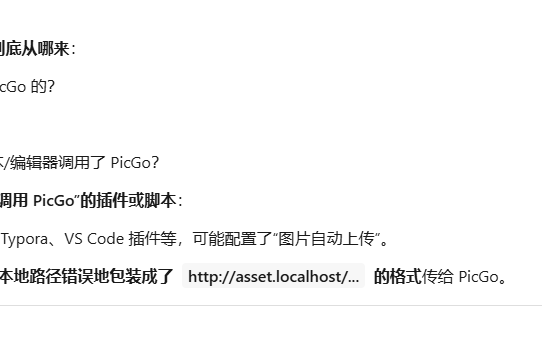 到底从哪来：
cGo 的？
/编辑器调用了 PicGo？
调用 PicGo”的插件或脚本：
Typora、VS Code 插件等，可能配置了“图片自动上传”。
本地路径错误地包装成了 http://asset.localhost/... 的格式传给 PicGo。